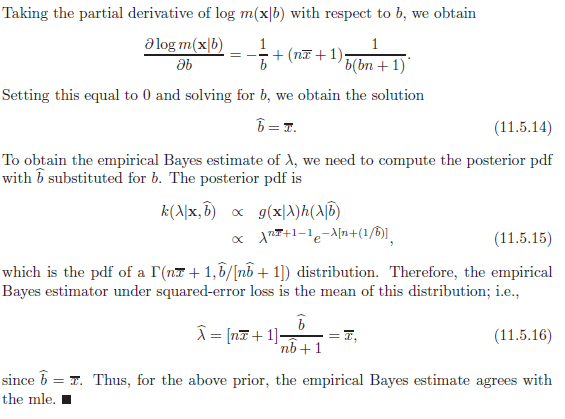 Taking the partial derivative of log m(x|b) with respect to b, we obtain
∂ log m(x|b) / ∂b = −1/b + (nx̄ + 1) 1/(b(bn + 1)).
Setting this equal to 0 and solving for b, we obtain the solution
b̂ = x̄. (11.5.14)
To obtain the empirical Bayes estimate of λ, we need to compute the posterior pdf
with b̂ substituted for b. The posterior pdf is
k(λ|x, b̂) ∝ g(x|λ)h(λ|b̂)
∝ λ^{nx̄+1−1} e^{−λ[n+(1/b̂)]}, (11.5.15)
which is the pdf of a Γ(nx̄ + 1, b̂/[nb̂ + 1]) distribution. Therefore, the empirical
Bayes estimator under squared-error loss is the mean of this distribution; i.e.,
λ̂ = [nx̄ + 1] b̂/(nb̂ + 1) = x̄, (11.5.16)
since b̂ = x̄. Thus, for the above prior, the empirical Bayes estimate agrees with
the mle. ■